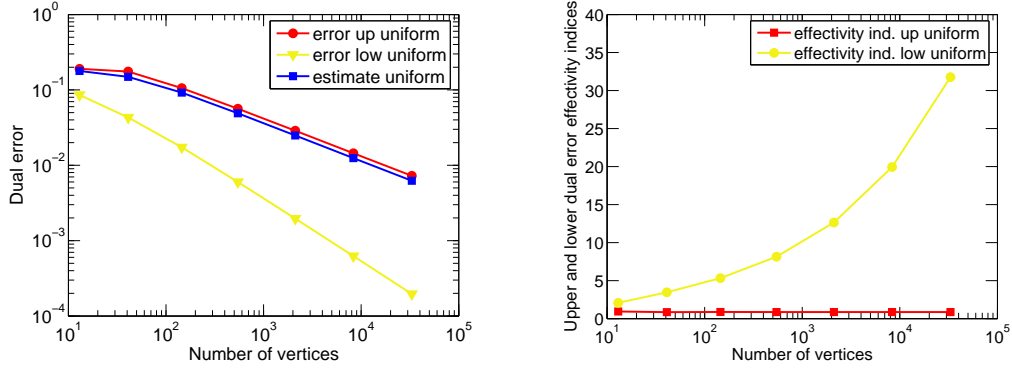 10^0
10^−1
10^−2
10^−3
10^−4
10^1
10^2
10^3
10^4
10^5
Number of vertices
Dual error
error up uniform
error low uniform
estimate uniform
40
35
30
25
20
15
10
5
0
10^1
10^2
10^3
10^4
10^5
Number of vertices
Upper and lower dual error effectivity indices
effectivity ind. up uniform
effectivity ind. low uniform